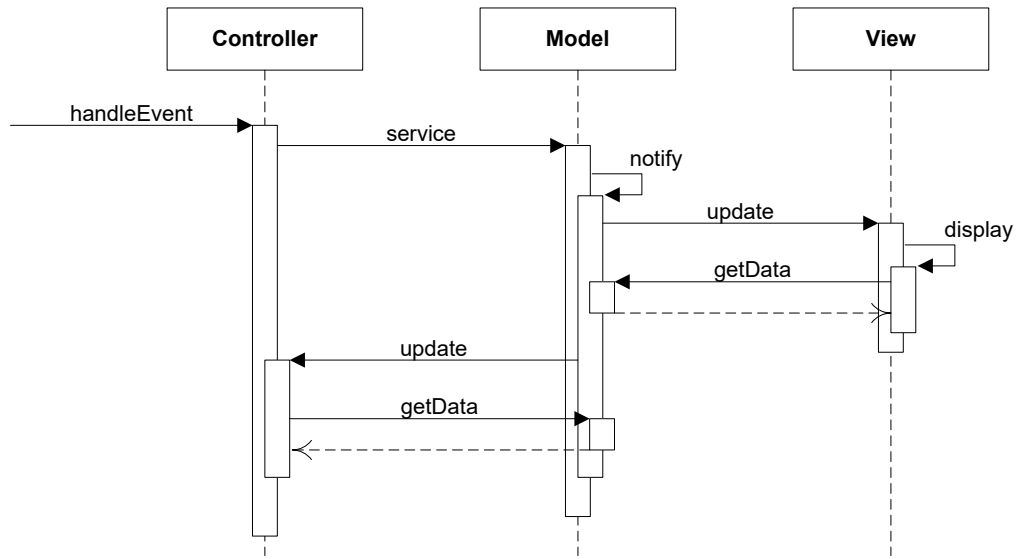 Controller
Model
View
handleEvent
service
notify
update
display
getData
update
getData